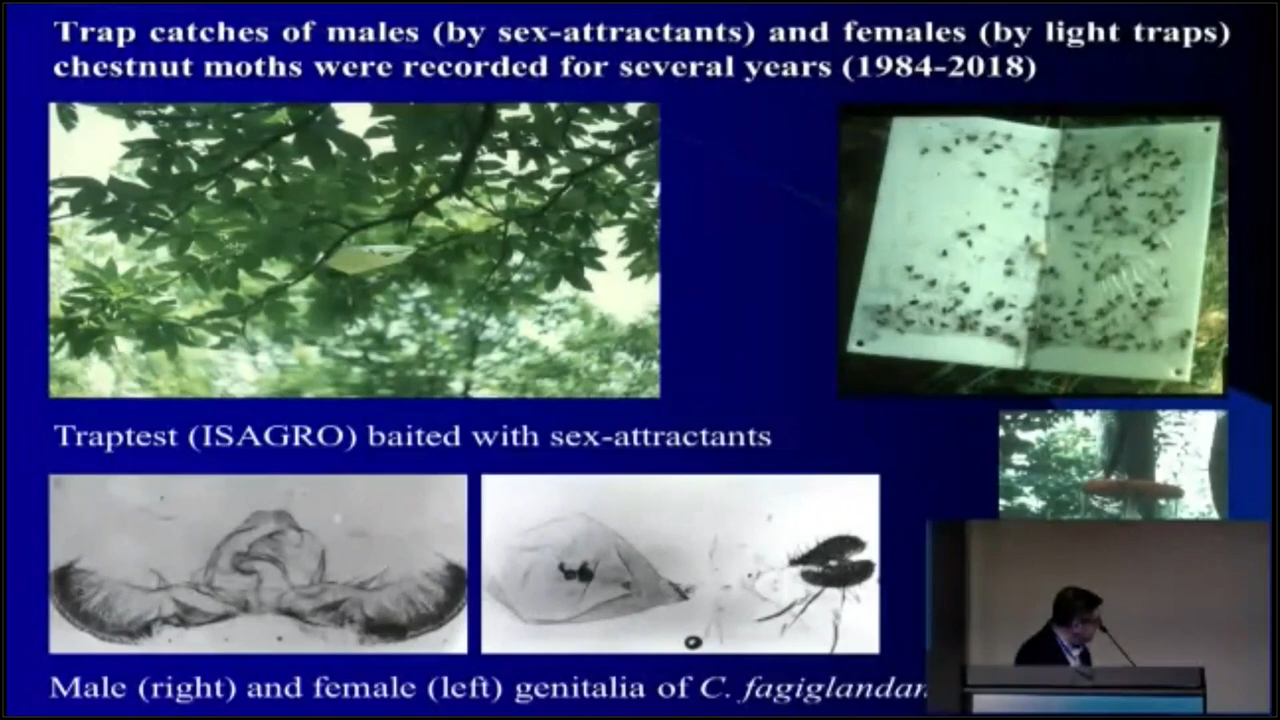 Trap catches of males (by sex-attractants) and females (by light traps)
chestnut moths were recorded for several years (1984-2018)
Traptest (ISAGRO) baited with sex-attractants
Male (right) and female (left) genitalia of C.